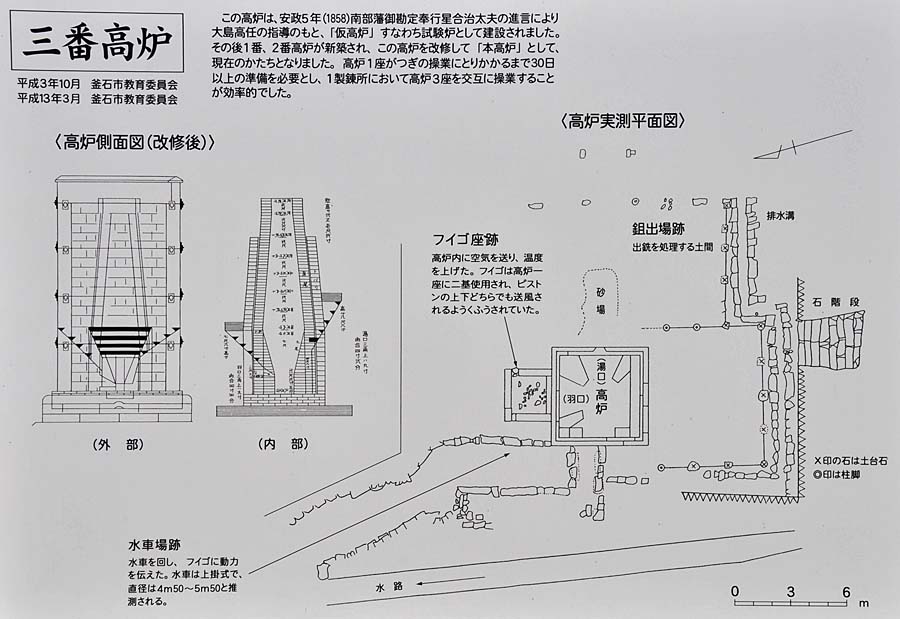 三番高炉
平成3年10月 釜石市教育委員会
平成13年3月 釜石市教育委員会
この高炉は、安政5年(1858)南部藩御勘定奉行星合治太夫の進言により
大島高任の指導のもと、「仮高炉」すなわち試験炉として建設されました。
その後1番、2番高炉が新築され、この高炉を改修して「本高炉」として、
現在のかたちとなりました。 高炉1座がつぎの操業にとりかかるまで30日
以上の準備を必要とし、1製錬所において高炉3座を交互に操業すること
が効率的でした。
〈高炉側面図(改修後)〉
(外 部)
(内 部)
〈高炉実測平面図〉
フイゴ座跡
高炉内に空気を送り、温度
を上げた。フイゴは高炉一
座に二基使用され、ピスト
ンの上下どちらでも送風さ
れるようくふうされていた。
鉏出場跡
出銑を処理する土間
排水溝
石階段
砂場
(湯口)
高炉
(羽口)
×印の石は土台石
◎印は柱脚
水車場跡
水車を回し、 フイゴに動力
を伝えた。水車は上掛式で、
直径は4m50〜5m50と推
測される。
水 路
0 3 6
m